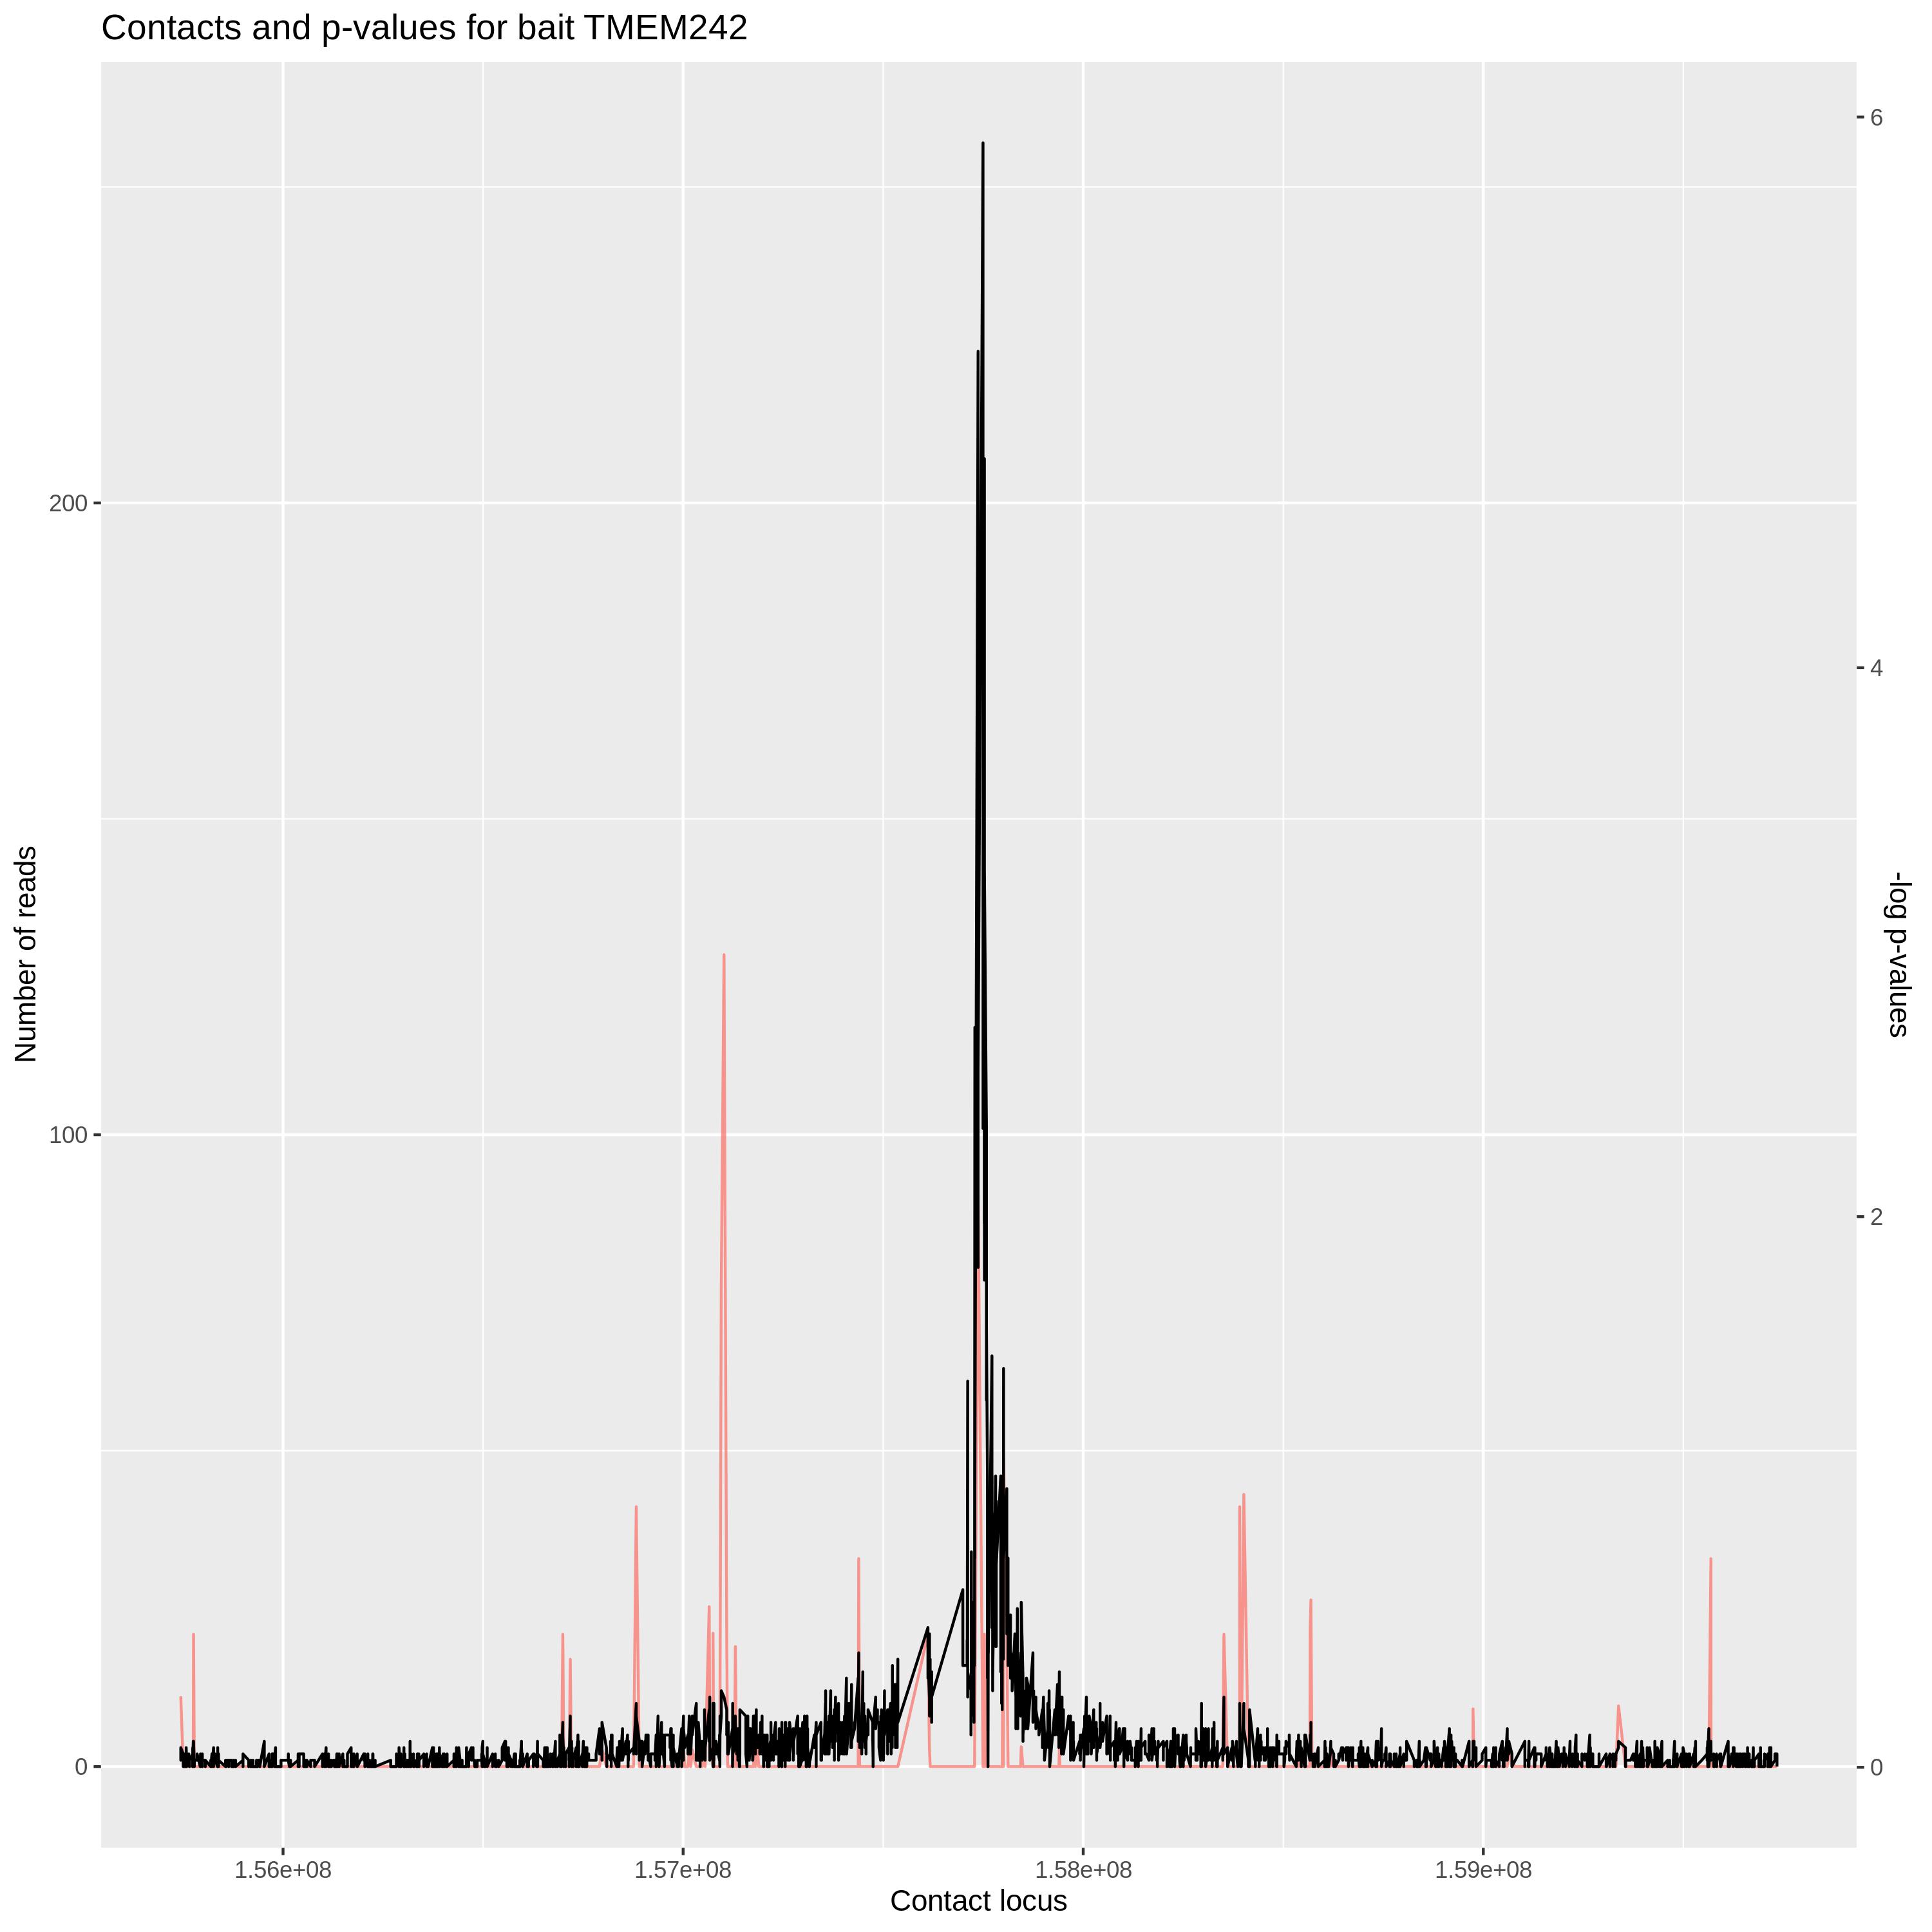 Contacts and p-values for bait TMEM242
6
200
4
Number of reads
-log p-values
2
100
0
0
1.56e+08
1.57e+08
1.58e+08
1.59e+08
Contact locus